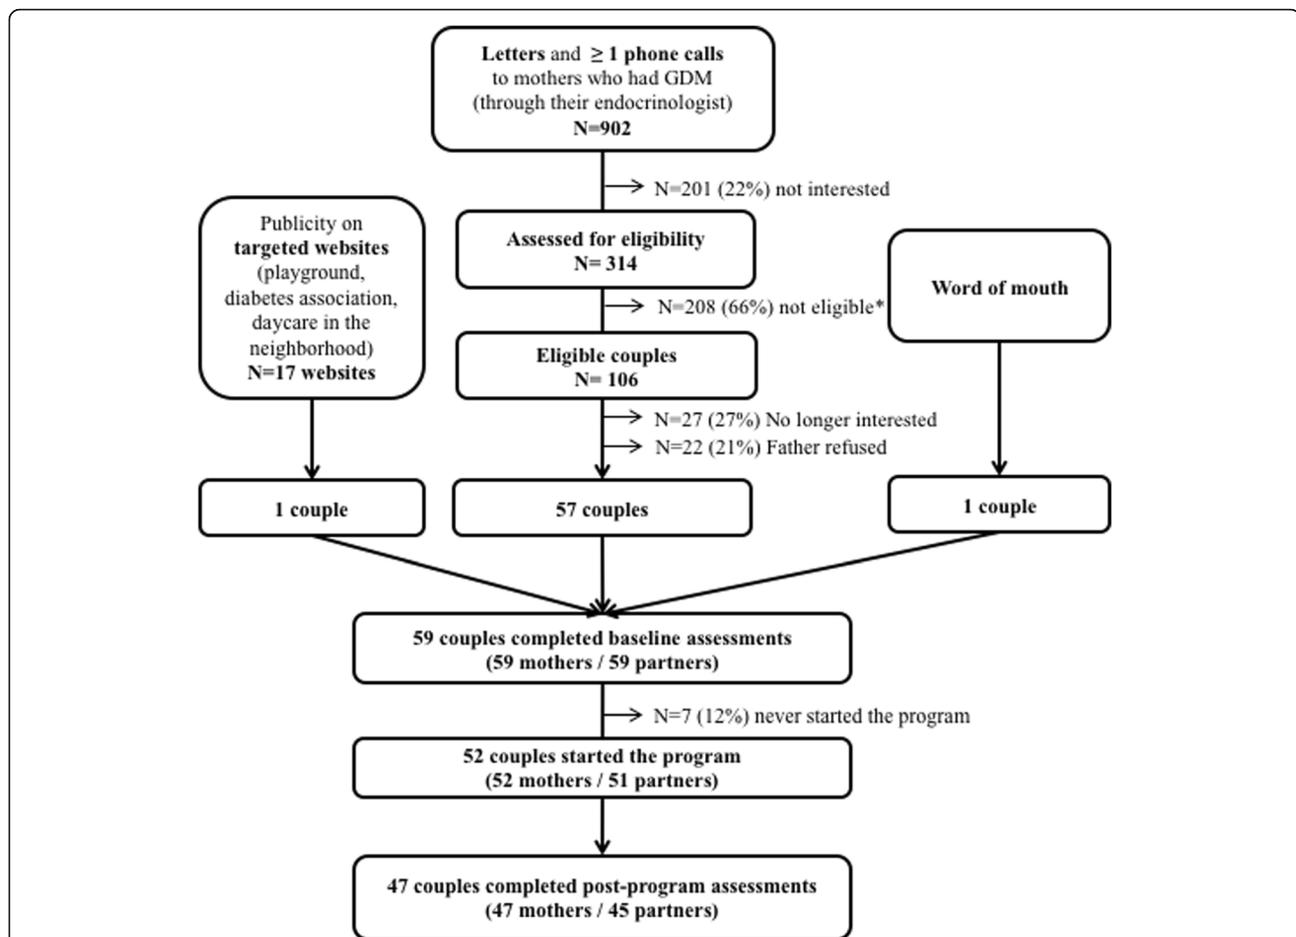 Letters and ≥ 1 phone calls
to mothers who had GDM
(through their endocrinologist)
N=902
N=201 (22%) not interested
Publicity on
targeted websites
(playground,
diabetes association,
daycare in the
neighborhood)
N=17 websites
Assessed for eligibility
N= 314
Word of mouth
N=208 (66%) not eligible*
Eligible couples
N= 106
N=27 (27%) No longer interested
N=22 (21%) Father refused
1 couple
57 couples
1 couple
59 couples completed baseline assessments
(59 mothers / 59 partners)
N=7 (12%) never started the program
52 couples started the program
(52 mothers / 51 partners)
47 couples completed post-program assessments
(47 mothers / 45 partners)